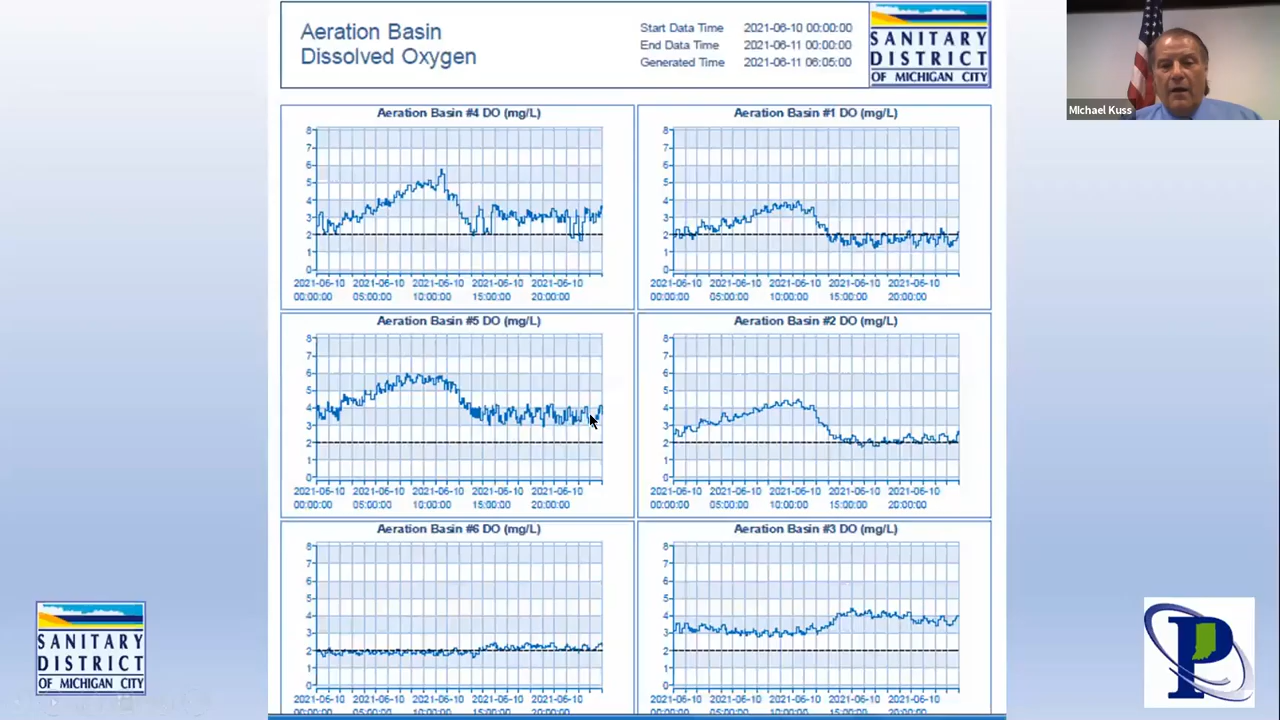 Aeration Basin
Dissolved Oxygen
Start Data Time 2021-06-10 00:00:00
End Data Time 2021-06-11 00:00:00
Generated Time 2021-06-11 06:05:00
SANITARY
DISTRICT
OF MICHIGAN CITY
MIchael Kuss
Aeration Basin #4 DO (mg/L)
8
7
6
5
4
3
2
1
0
2021-06-10 2021-06-10 2021-06-10 2021-06-10 2021-06-10
00:00:00 05:00:00 10:00:00 15:00:00 20:00:00
Aeration Basin #1 DO (mg/L)
8
7
6
5
4
3
2
1
0
2021-06-10 2021-06-10 2021-06-10 2021-06-10 2021-06-10
00:00:00 05:00:00 10:00:00 15:00:00 20:00:00
Aeration Basin #5 DO (mg/L)
8
7
6
5
4
3
2
1
0
2021-06-10 2021-06-10 2021-06-10 2021-06-10 2021-06-10
00:00:00 05:00:00 10:00:00 15:00:00 20:00:00
Aeration Basin #2 DO (mg/L)
8
7
6
5
4
3
2
1
0
2021-06-10 2021-06-10 2021-06-10 2021-06-10 2021-06-10
00:00:00 05:00:00 10:00:00 15:00:00 20:00:00
Aeration Basin #6 DO (mg/L)
8
7
6
5
4
3
2
1
0
2021-06-10 2021-06-10 2021-06-10 2021-06-10 2021-06-10
Aeration Basin #3 DO (mg/L)
8
7
6
5
4
3
2
1
0
2021-06-10 2021-06-10 2021-06-10 2021-06-10 2021-06-10
SANITARY
DISTRICT
OF MICHIGAN CITY
P